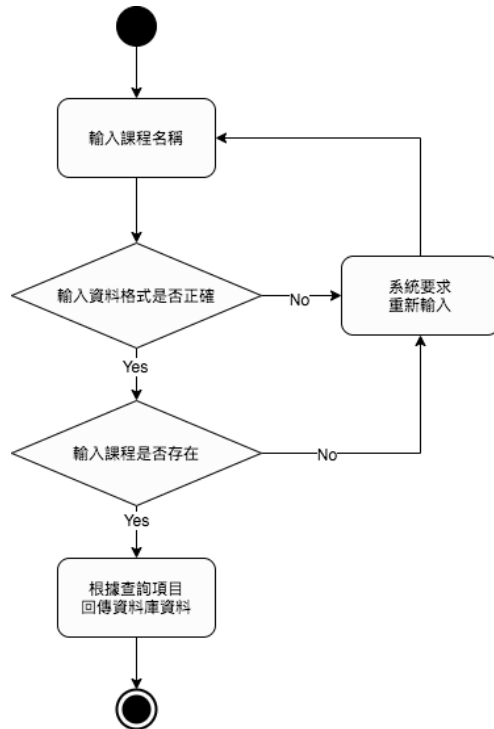 輸入課程名稱
輸入資料格式是否正確
No
系統要求
重新輸入
Yes
輸入課程是否存在
No
Yes
根據查詢項目
回傳資料庫資料